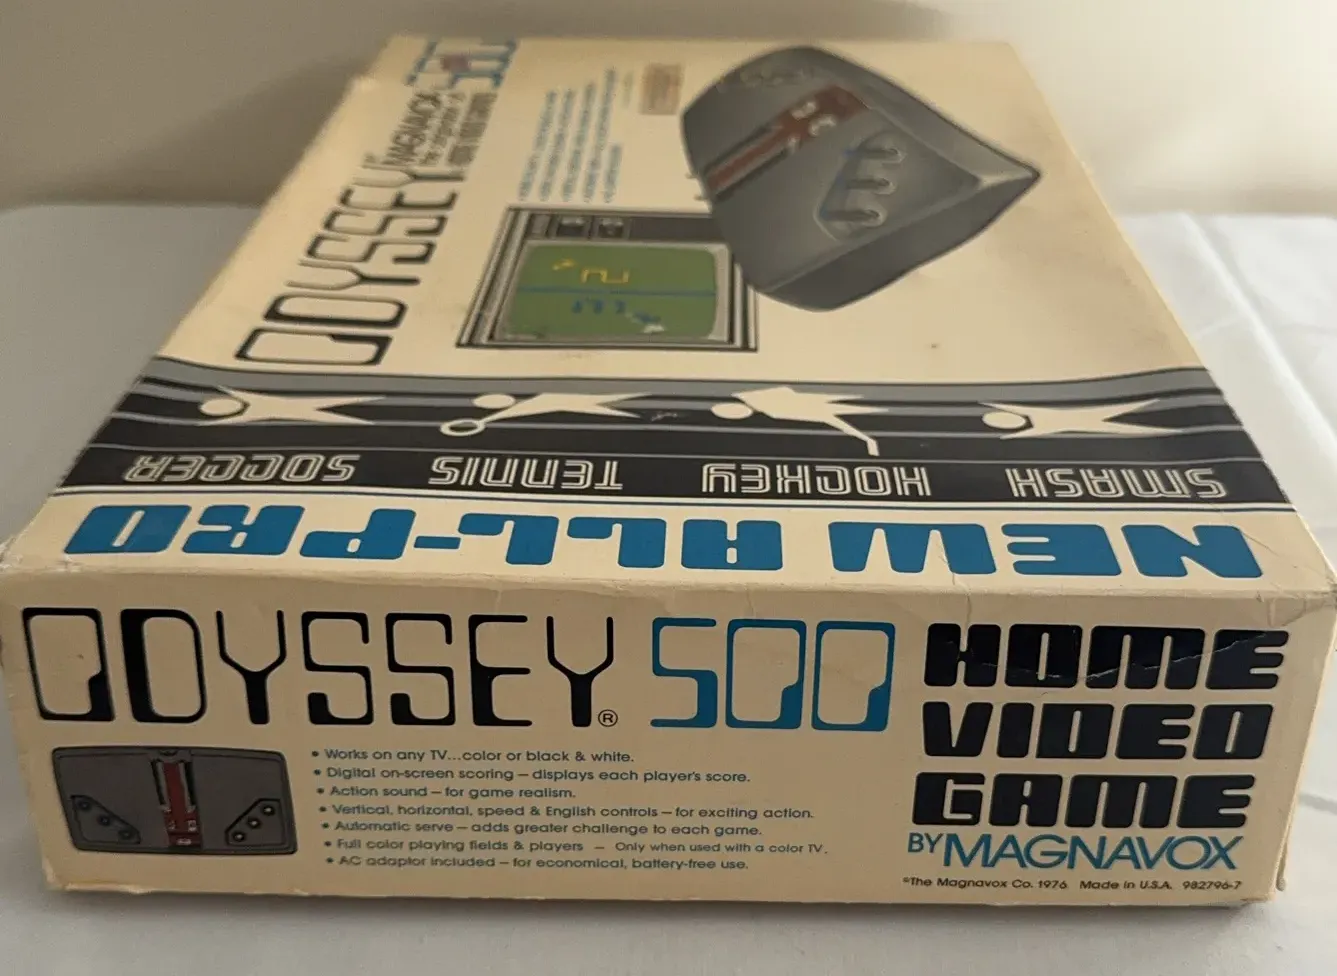 ODYSSEY
MAGNAVOX
500
SOCCER
TENNIS
HOCKEY
SMASH
NEW ALL-PRO
ODYSSEY® 500
HOME
VIDEO
GAME
BY MAGNAVOX
©The Magnavox Co. 1976 Made in U.S.A. 982796-7
• Works on any TV...color or black & white.
• Digital on-screen scoring – displays each player's score.
• Action sound – for game realism.
• Vertical, horizontal, speed & English controls – for exciting action.
• Automatic serve – adds greater challenge to each game.
• Full color playing fields & players – Only when used with a color TV.
• AC adaptor included – for economical, battery-free use.